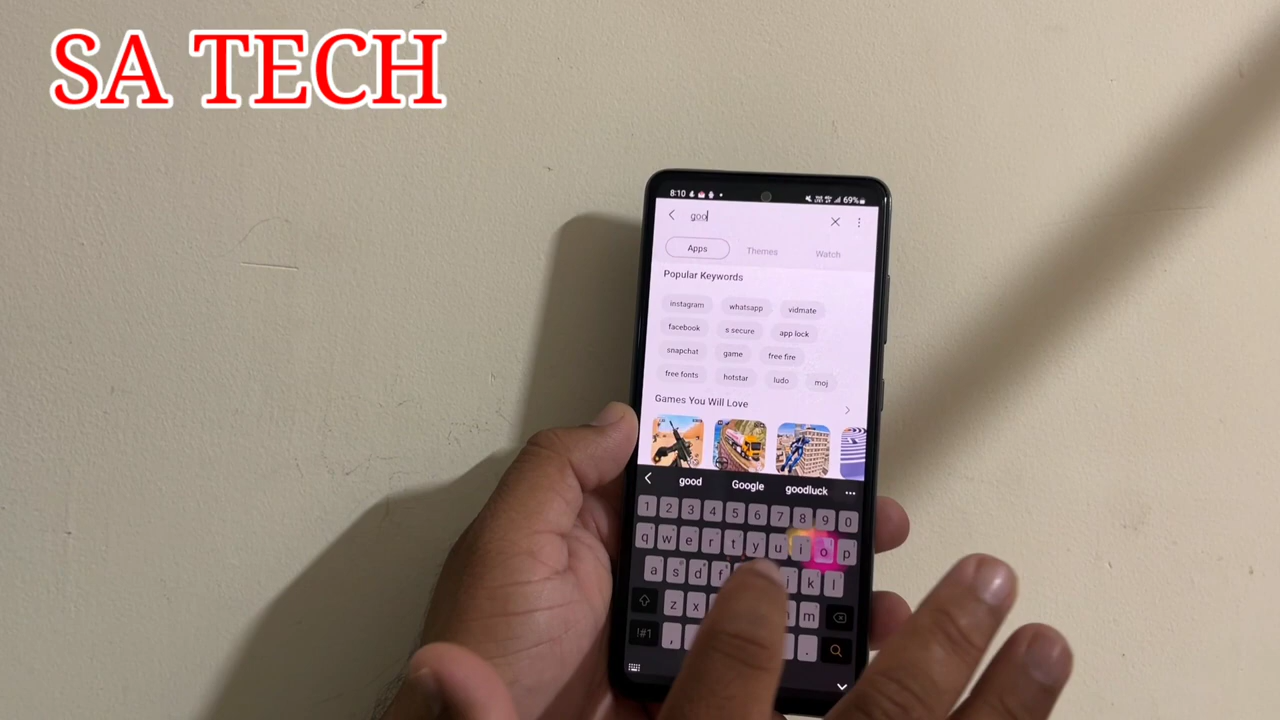 SA TECH
8:10 69%
goo
Apps Themes Watch
Popular Keywords
instagram whatsapp vidmate
facebook s secure app lock
snapchat game free fire
free fonts hotstar ludo moj
Games You Will Love
good Google goodluck
1 2 3 4 5 6 7 8 9 0
q w e r t y u i o p
a s d f j k l
z x m
!#1 , .